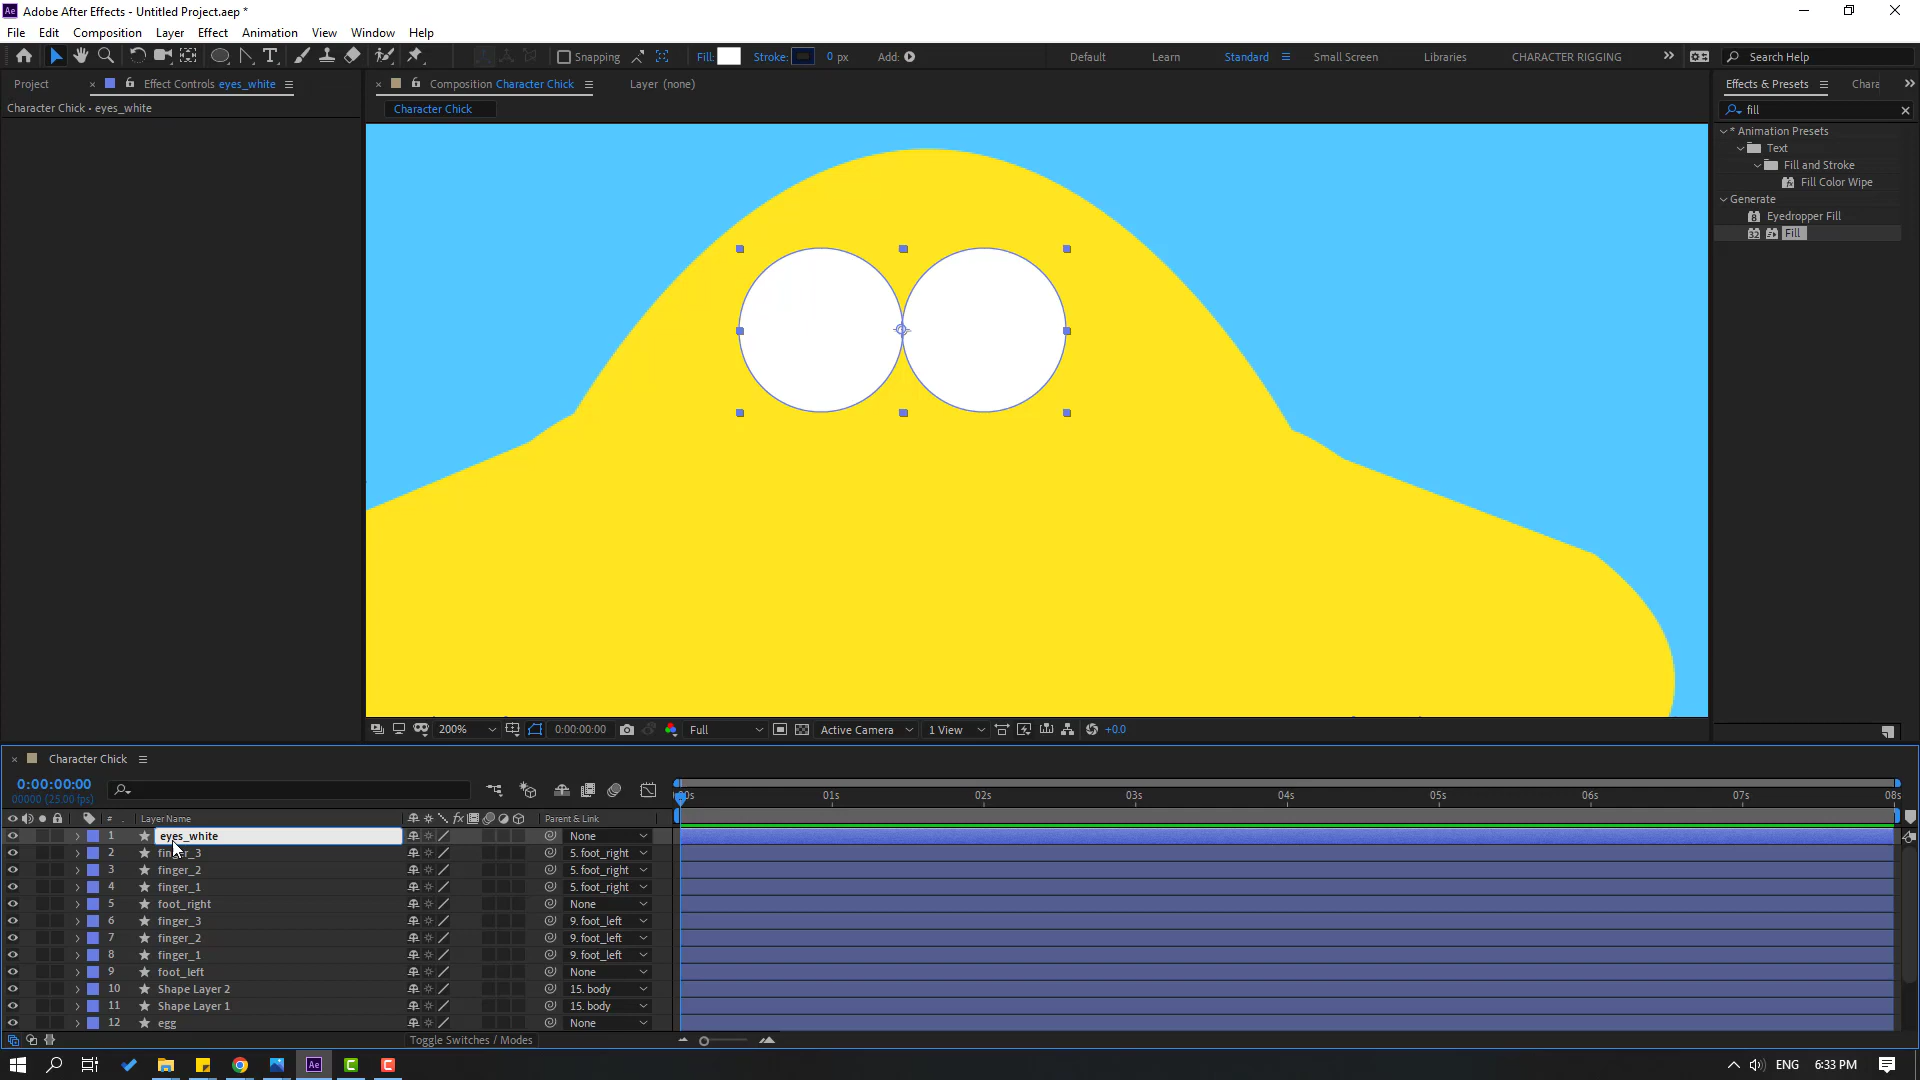 Adobe After Effects - Untitled Project.aep *
File Edit Composition Layer Effect Animation View Window Help
Snapping Fill: Stroke: 0 px Add: Default Learn Standard Small Screen Libraries CHARACTER RIGGING Search Help
Project Effect Controls eyes_white Composition Character Chick Layer (none) Effects & Presets Chara
Character Chick • eyes_white
Character Chick
fill
* Animation Presets
Text
Fill and Stroke
Fill Color Wipe
Generate
Eyedropper Fill
Fill
200% 0:00:00:00 Full Active Camera 1 View +0.0
Character Chick
0:00:00:00
00000 (25.00 fps)
00s 01s 02s 03s 04s 05s 06s 07s 08s
# Layer Name Parent & Link
1 eyes_white None
2 finger_3 5. foot_right
3 finger_2 5. foot_right
4 finger_1 5. foot_right
5 foot_right None
6 finger_3 9. foot_left
7 finger_2 9. foot_left
8 finger_1 9. foot_left
9 foot_left None
10 Shape Layer 2 15. body
11 Shape Layer 1 15. body
12 egg None
Toggle Switches / Modes
ENG 6:33 PM